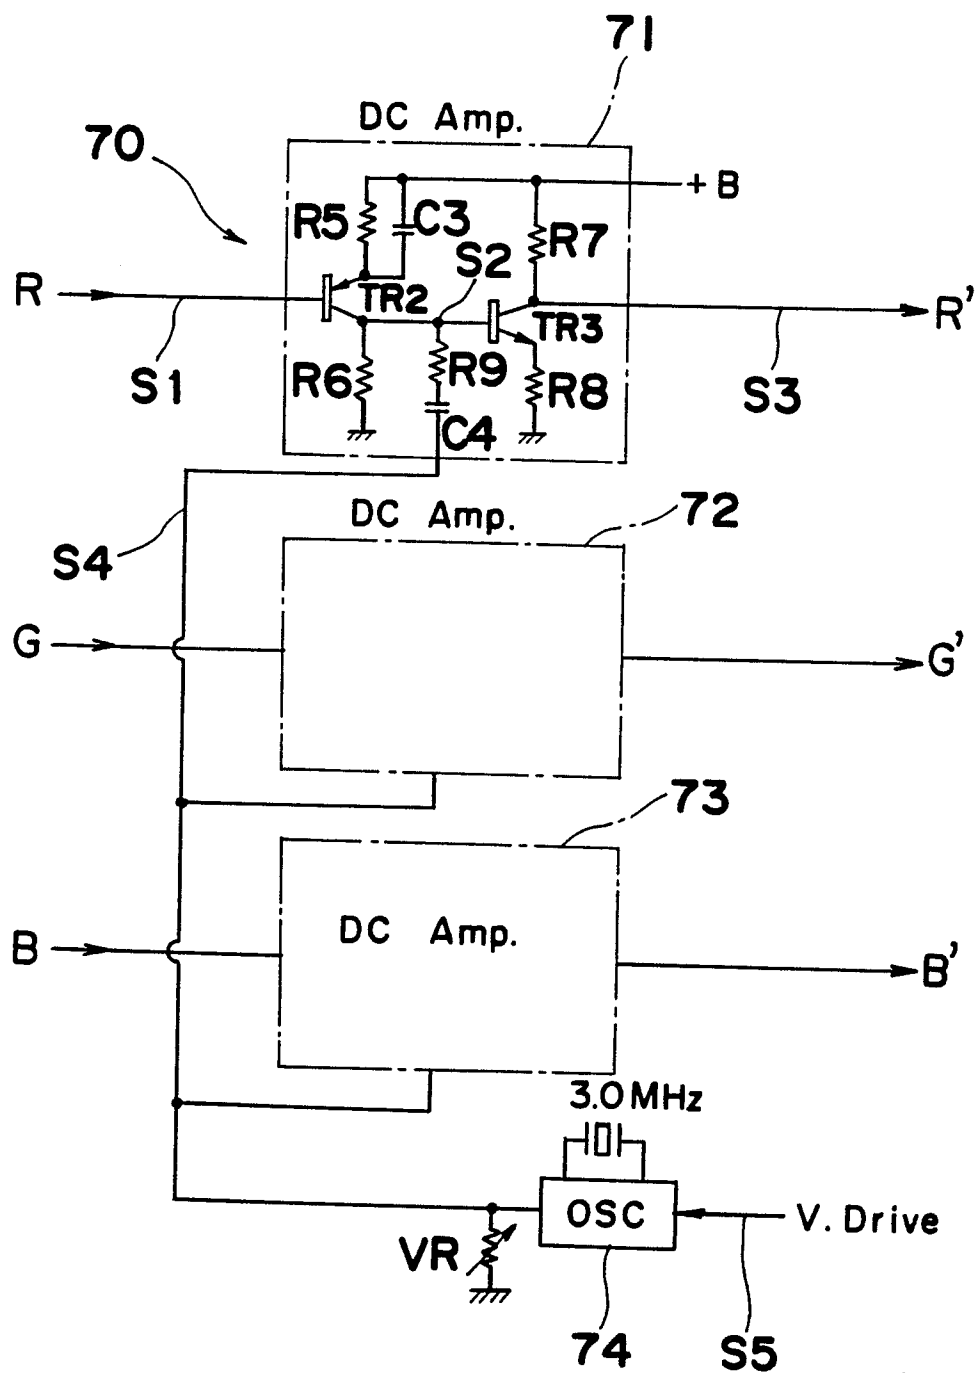 71
DC Amp.
70
+B
R5
C3
R7
S2
R
TR2
TR3
R'
S1
R6
R9
R8
S3
C4
DC Amp.
72
S4
G
G'
73
DC Amp.
B
B'
3.0MHz
OSC
V. Drive
VR
74
S5